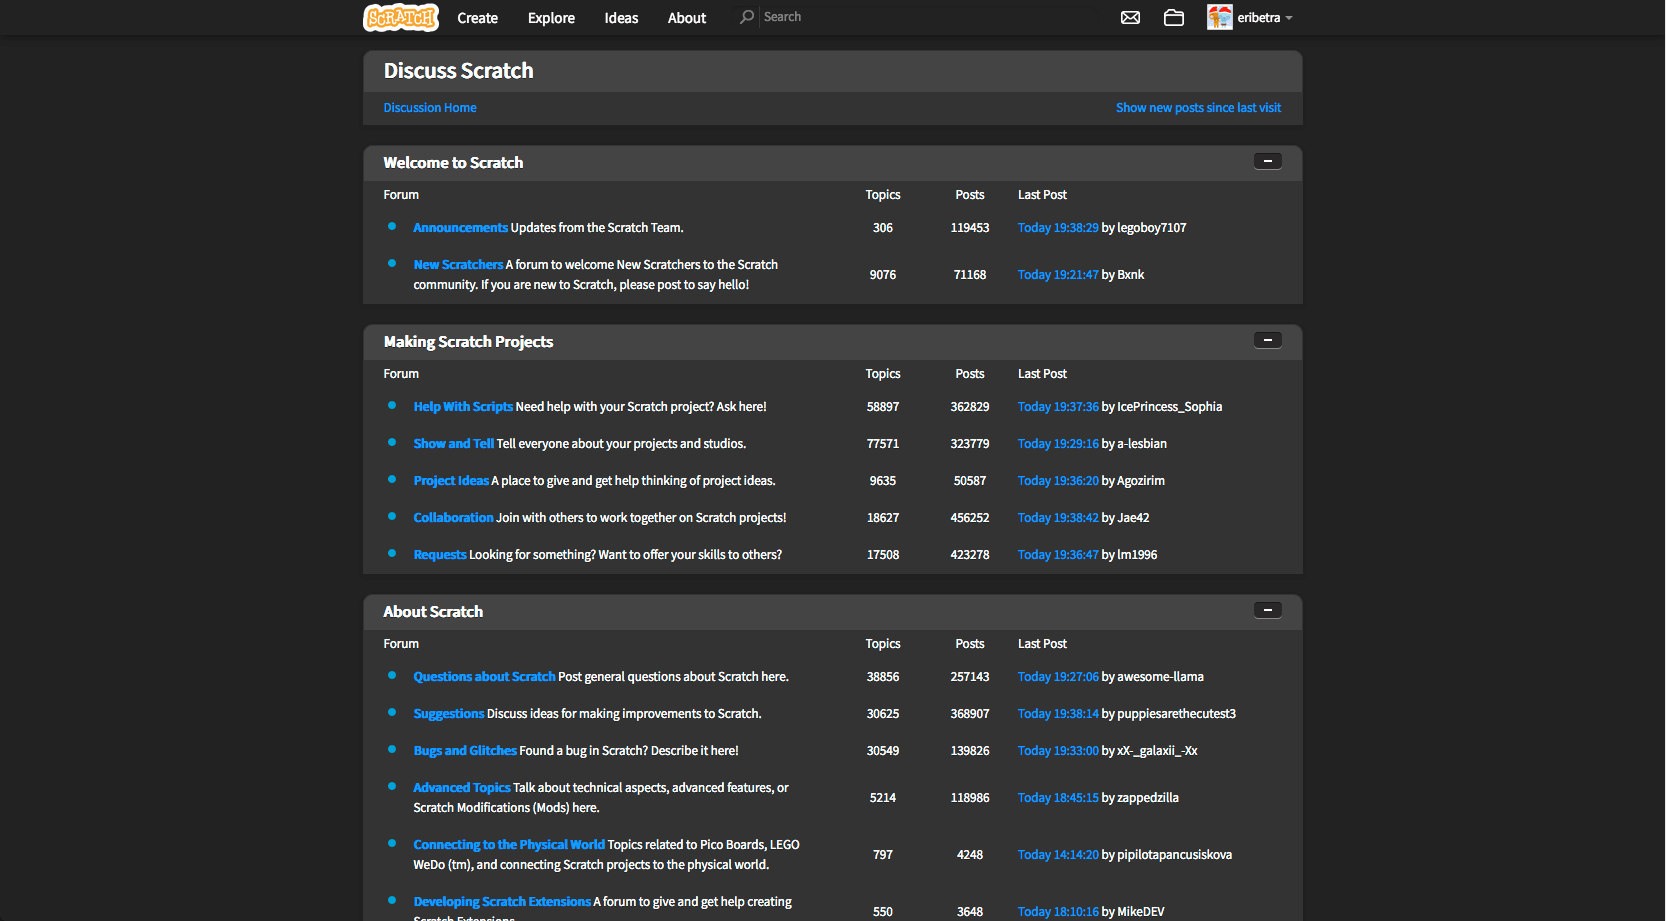 SCRATCH Create Explore Ideas About Search eribetra
Discuss Scratch
Discussion Home Show new posts since last visit
Welcome to Scratch
Forum Topics Posts Last Post
Announcements Updates from the Scratch Team. 306 119453 Today 19:38:29 by legoboy7107
New Scratchers A forum to welcome New Scratchers to the Scratch
community. If you are new to Scratch, please post to say hello! 9076 71168 Today 19:21:47 by Bxnk
Making Scratch Projects
Forum Topics Posts Last Post
Help With Scripts Need help with your Scratch project? Ask here! 58897 362829 Today 19:37:36 by IcePrincess_Sophia
Show and Tell Tell everyone about your projects and studios. 77571 323779 Today 19:29:16 by a-lesbian
Project Ideas A place to give and get help thinking of project ideas. 9635 50587 Today 19:36:20 by Agozirim
Collaboration Join with others to work together on Scratch projects! 18627 456252 Today 19:38:42 by Jae42
Requests Looking for something? Want to offer your skills to others? 17508 423278 Today 19:36:47 by lm1996
About Scratch
Forum Topics Posts Last Post
Questions about Scratch Post general questions about Scratch here. 38856 257143 Today 19:27:06 by awesome-llama
Suggestions Discuss ideas for making improvements to Scratch. 30625 368907 Today 19:38:14 by puppiesarethecutest3
Bugs and Glitches Found a bug in Scratch? Describe it here! 30549 139826 Today 19:33:00 by xX-_galaxii_-Xx
Advanced Topics Talk about technical aspects, advanced features, or
Scratch Modifications (Mods) here. 5214 118986 Today 18:45:15 by zappedzilla
Connecting to the Physical World Topics related to Pico Boards, LEGO
WeDo (tm), and connecting Scratch projects to the physical world. 797 4248 Today 14:14:20 by pipilotapancusiskova
Developing Scratch Extensions A forum to give and get help creating
Scratch Extensions. 550 3648 Today 18:10:16 by MikeDEV